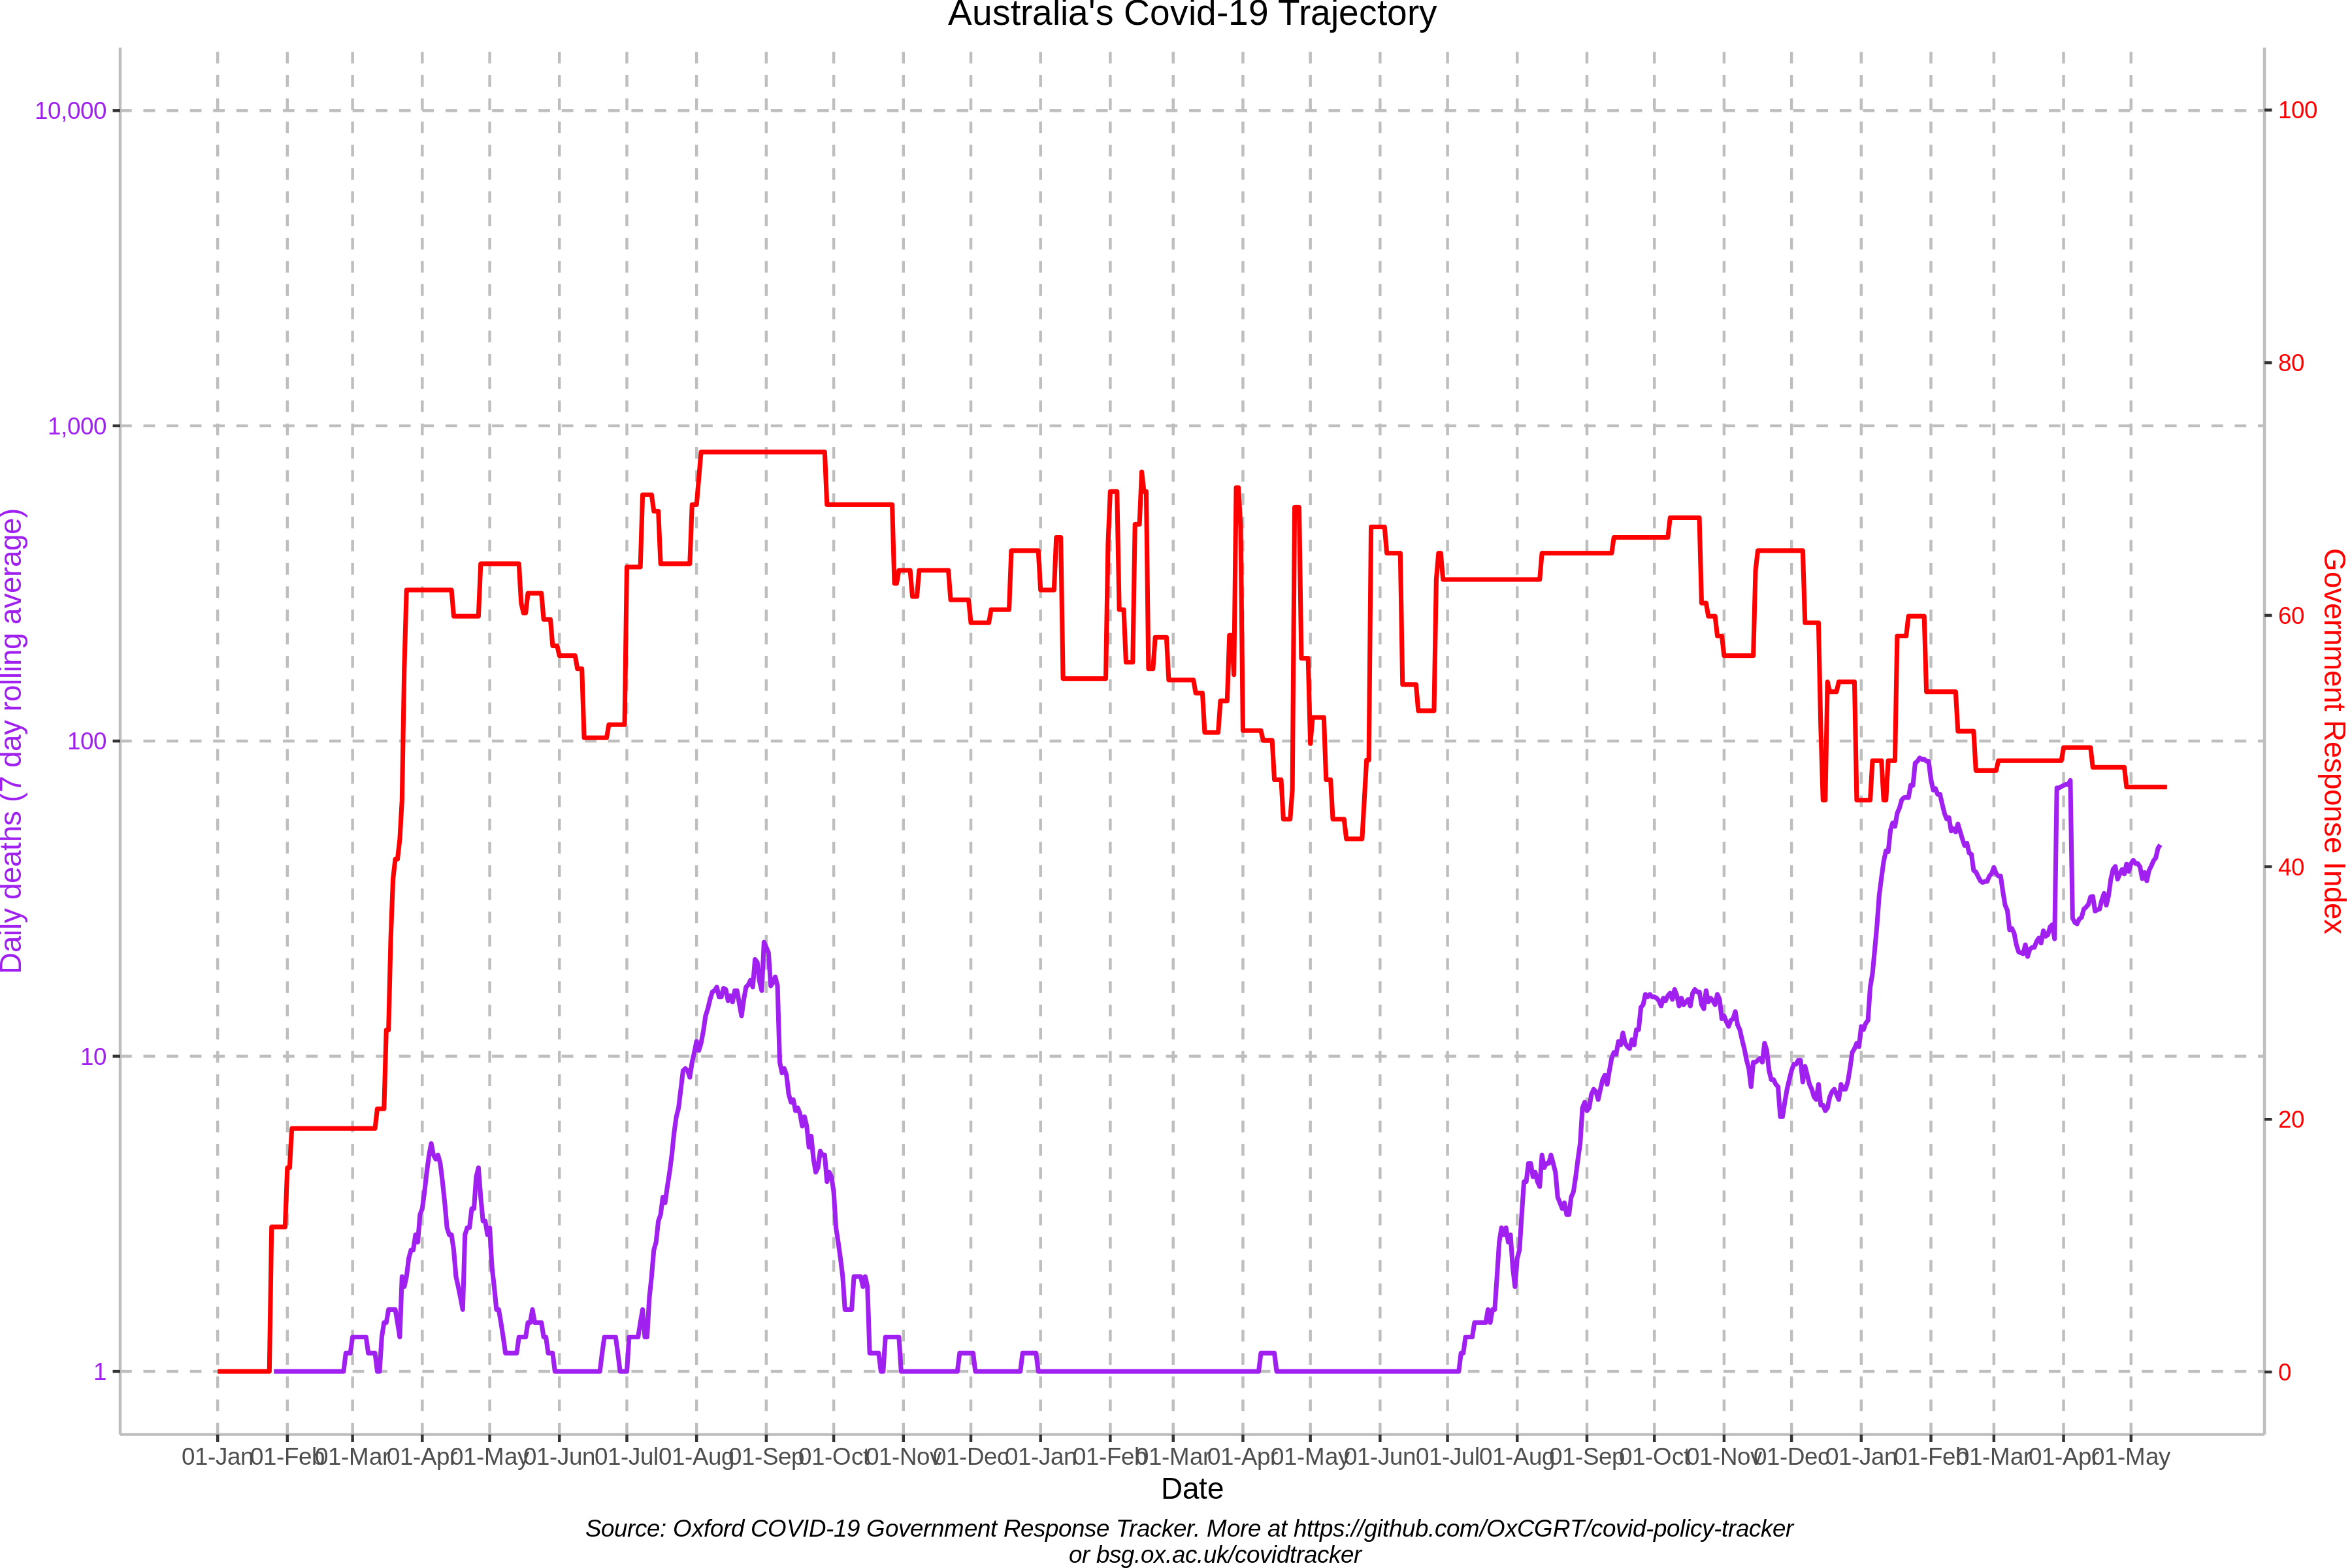 Australia's Covid-19 Trajectory
10,000
1,000
100
10
1
Daily deaths (7 day rolling average)
100
80
60
40
20
0
Government Response Index
01-Jan 01-Feb 01-Mar 01-Apr 01-May 01-Jun 01-Jul 01-Aug 01-Sep 01-Oct 01-Nov 01-Dec 01-Jan 01-Feb 01-Mar 01-Apr 01-May 01-Jun 01-Jul 01-Aug 01-Sep 01-Oct 01-Nov 01-Dec 01-Jan 01-Feb 01-Mar 01-Apr 01-May
Date
Source: Oxford COVID-19 Government Response Tracker. More at https://github.com/OxCGRT/covid-policy-tracker
or bsg.ox.ac.uk/covidtracker